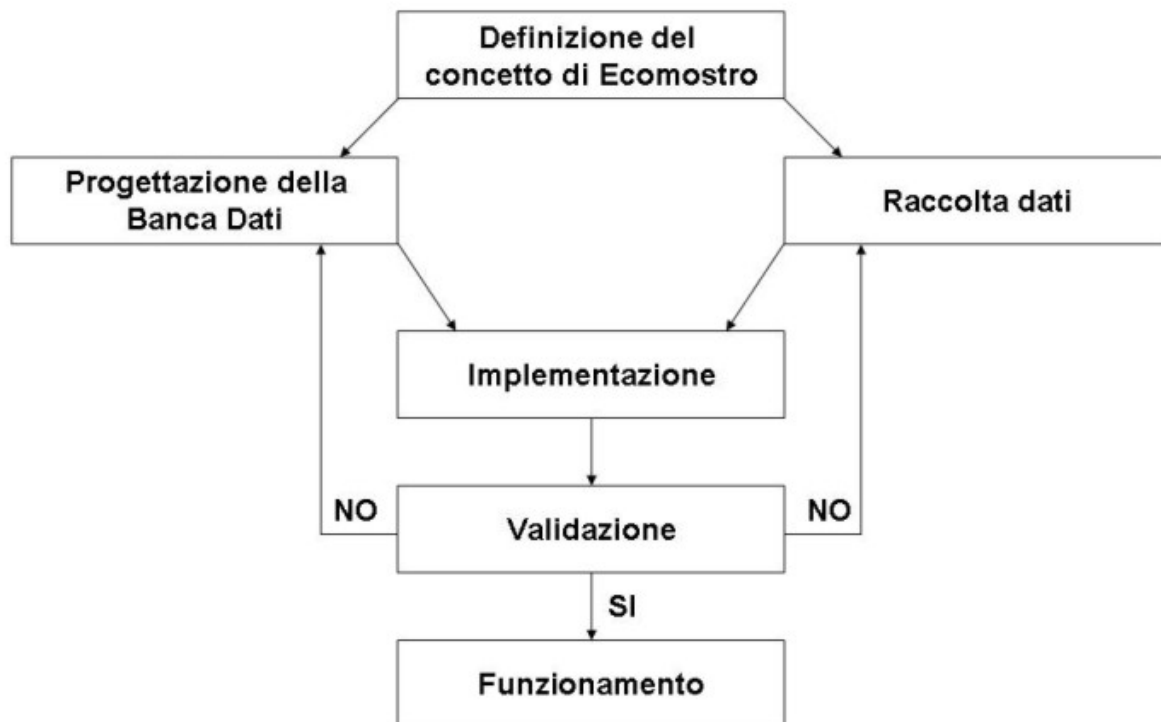 Definizione del
concetto di Ecomostro
Progettazione della
Banca Dati
Raccolta dati
Implementazione
NO
Validazione
NO
SI
Funzionamento